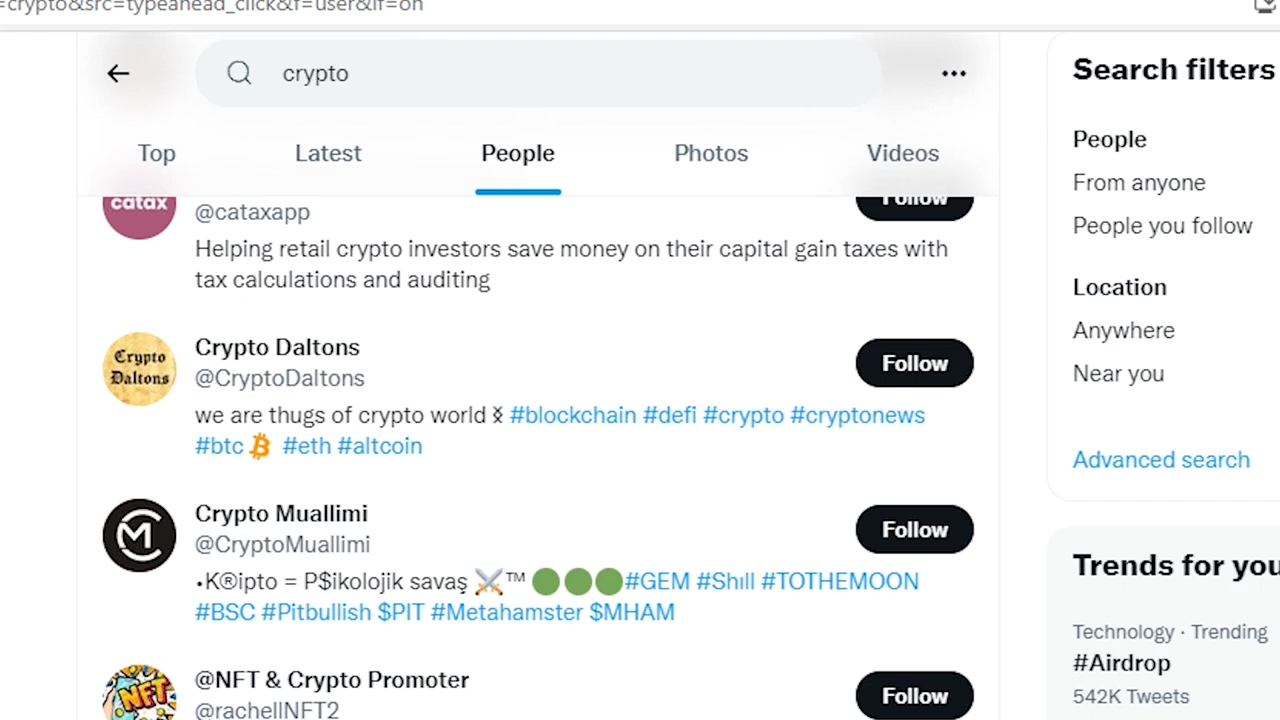 =crypto&src=typeahead_click&f=user&lf=on
crypto
Search filters
Top
Latest
People
Photos
Videos
People
From anyone
People you follow
Location
Anywhere
Near you
Advanced search
catax
@cataxapp
Follow
Helping retail crypto investors save money on their capital gain taxes with
tax calculations and auditing
Crypto
Daltons
Crypto Daltons
@CryptoDaltons
Follow
we are thugs of crypto world #blockchain #defi #crypto #cryptonews
#btc #eth #altcoin
Crypto Muallimi
@CryptoMuallimi
Follow
•K®ipto = P$ikolojik savaş ⚔️™ 🟢🟢🟢#GEM #Shıll #TOTHEMOON
#BSC #Pitbullish $PIT #Metahamster $MHAM
NFT
@NFT & Crypto Promoter
@rachellNFT2
Follow
Trends for you
Technology · Trending
#Airdrop
542K Tweets